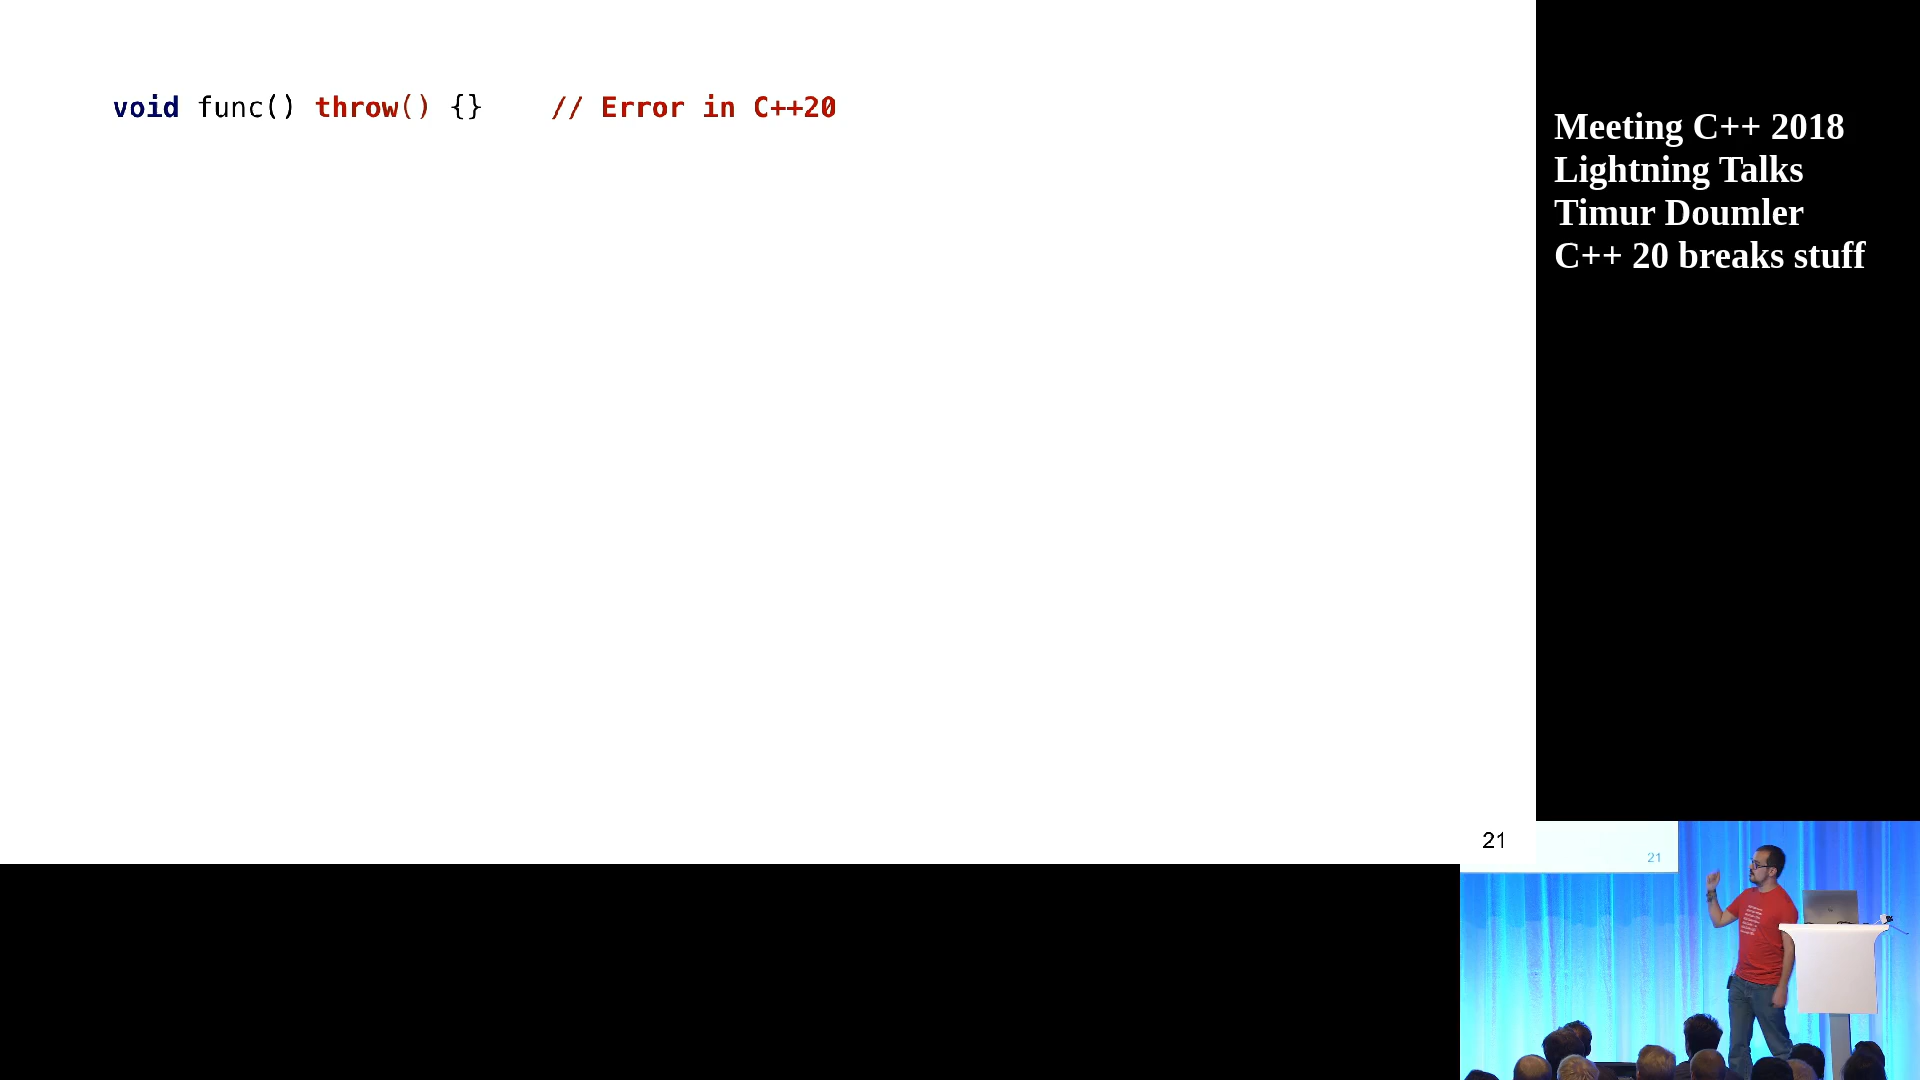 void func() throw() {}    // Error in C++20
21
Meeting C++ 2018
Lightning Talks
Timur Doumler
C++ 20 breaks stuff
21